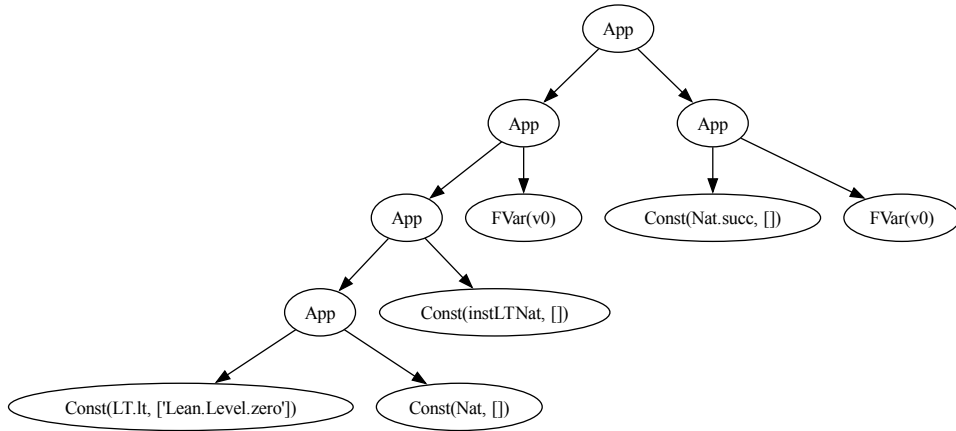 App
App
App
App
FVar(v0)
Const(Nat.succ, [])
FVar(v0)
App
Const(instLTNat, [])
Const(LT.lt, ['Lean.Level.zero'])
Const(Nat, [])